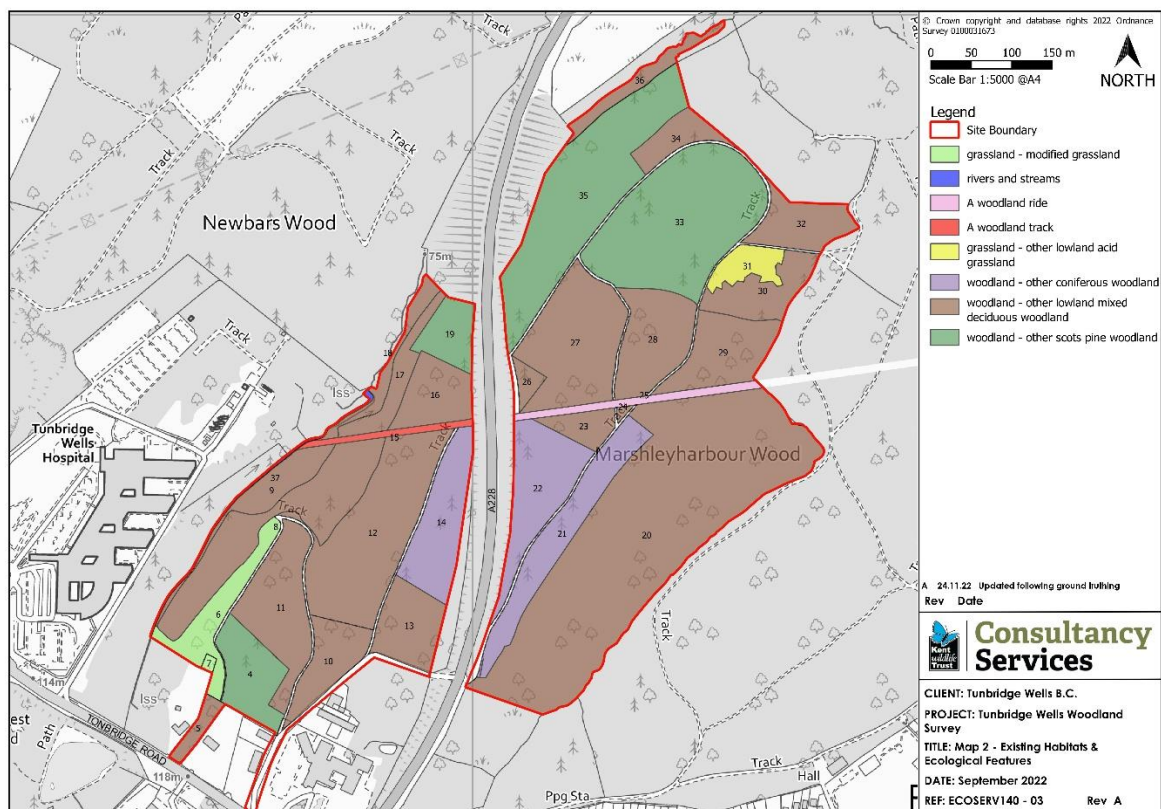 Track
Path
Track
Track
Track
Newbars Wood
75m
Track
Iss
Tunbridge
Wells
Hospital
36
34
35
33
Track
32
31
30
19
18
17
16
27
28
29
26
25
24
15
Track
23
Track
Marshleyharbour Wood
37
9
Track
8
12
14
A228
22
21
20
6
11
13
7
10
4
5
114m
Iss
TONBRIDGE ROAD
Path
118m
Track
Track
Hall
Ppg Sta
© Crown copyright and database rights 2022 Ordnance
Survey 0100031673
0 50 100 150 m
Scale Bar 1:5000 @A4
NORTH
Legend
Site Boundary
grassland - modified grassland
rivers and streams
A woodland ride
A woodland track
grassland - other lowland acid
grassland
woodland - other coniferous woodland
woodland - other lowland mixed
deciduous woodland
woodland - other scots pine woodland
A 24.11.22 Updated following ground truthing
Rev Date
Kent
Wildlife
Trust
Consultancy
Services
CLIENT: Tunbridge Wells B.C.
PROJECT: Tunbridge Wells Woodland
Survey
TITLE: Map 2 - Existing Habitats &
Ecological Features
DATE: September 2022
REF: ECOSERV140 - 03 Rev A